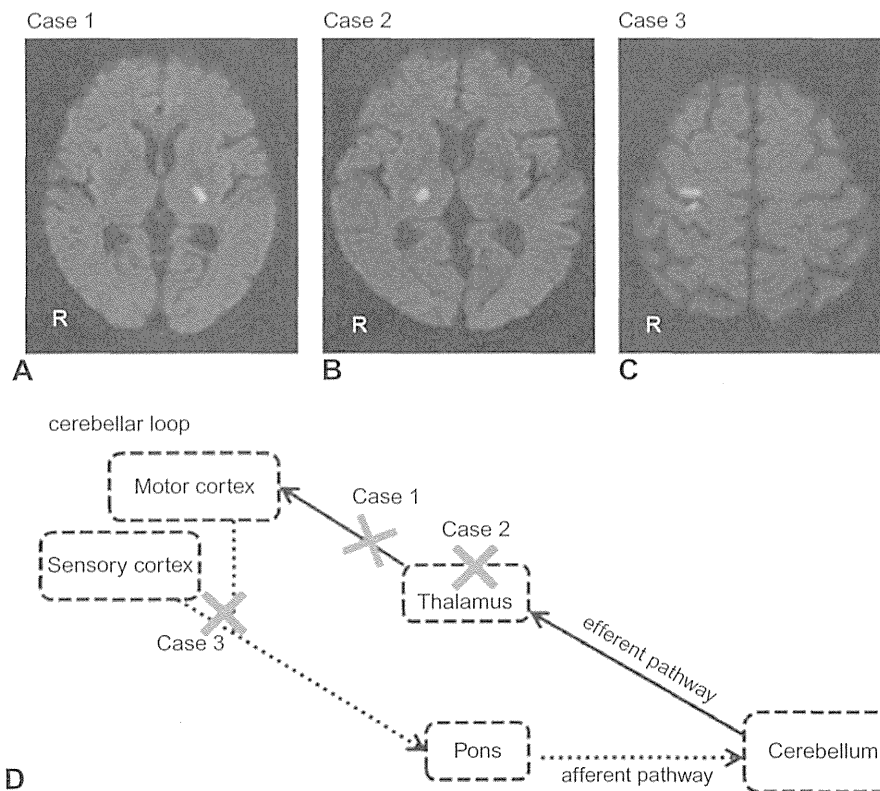 Case 1
Case 2
Case 3
R
R
R
A
B
C
cerebellar loop
Motor cortex
Case 1
Case 2
Sensory cortex
Thalamus
Case 3
efferent pathway
Pons
Cerebellum
afferent pathway
D